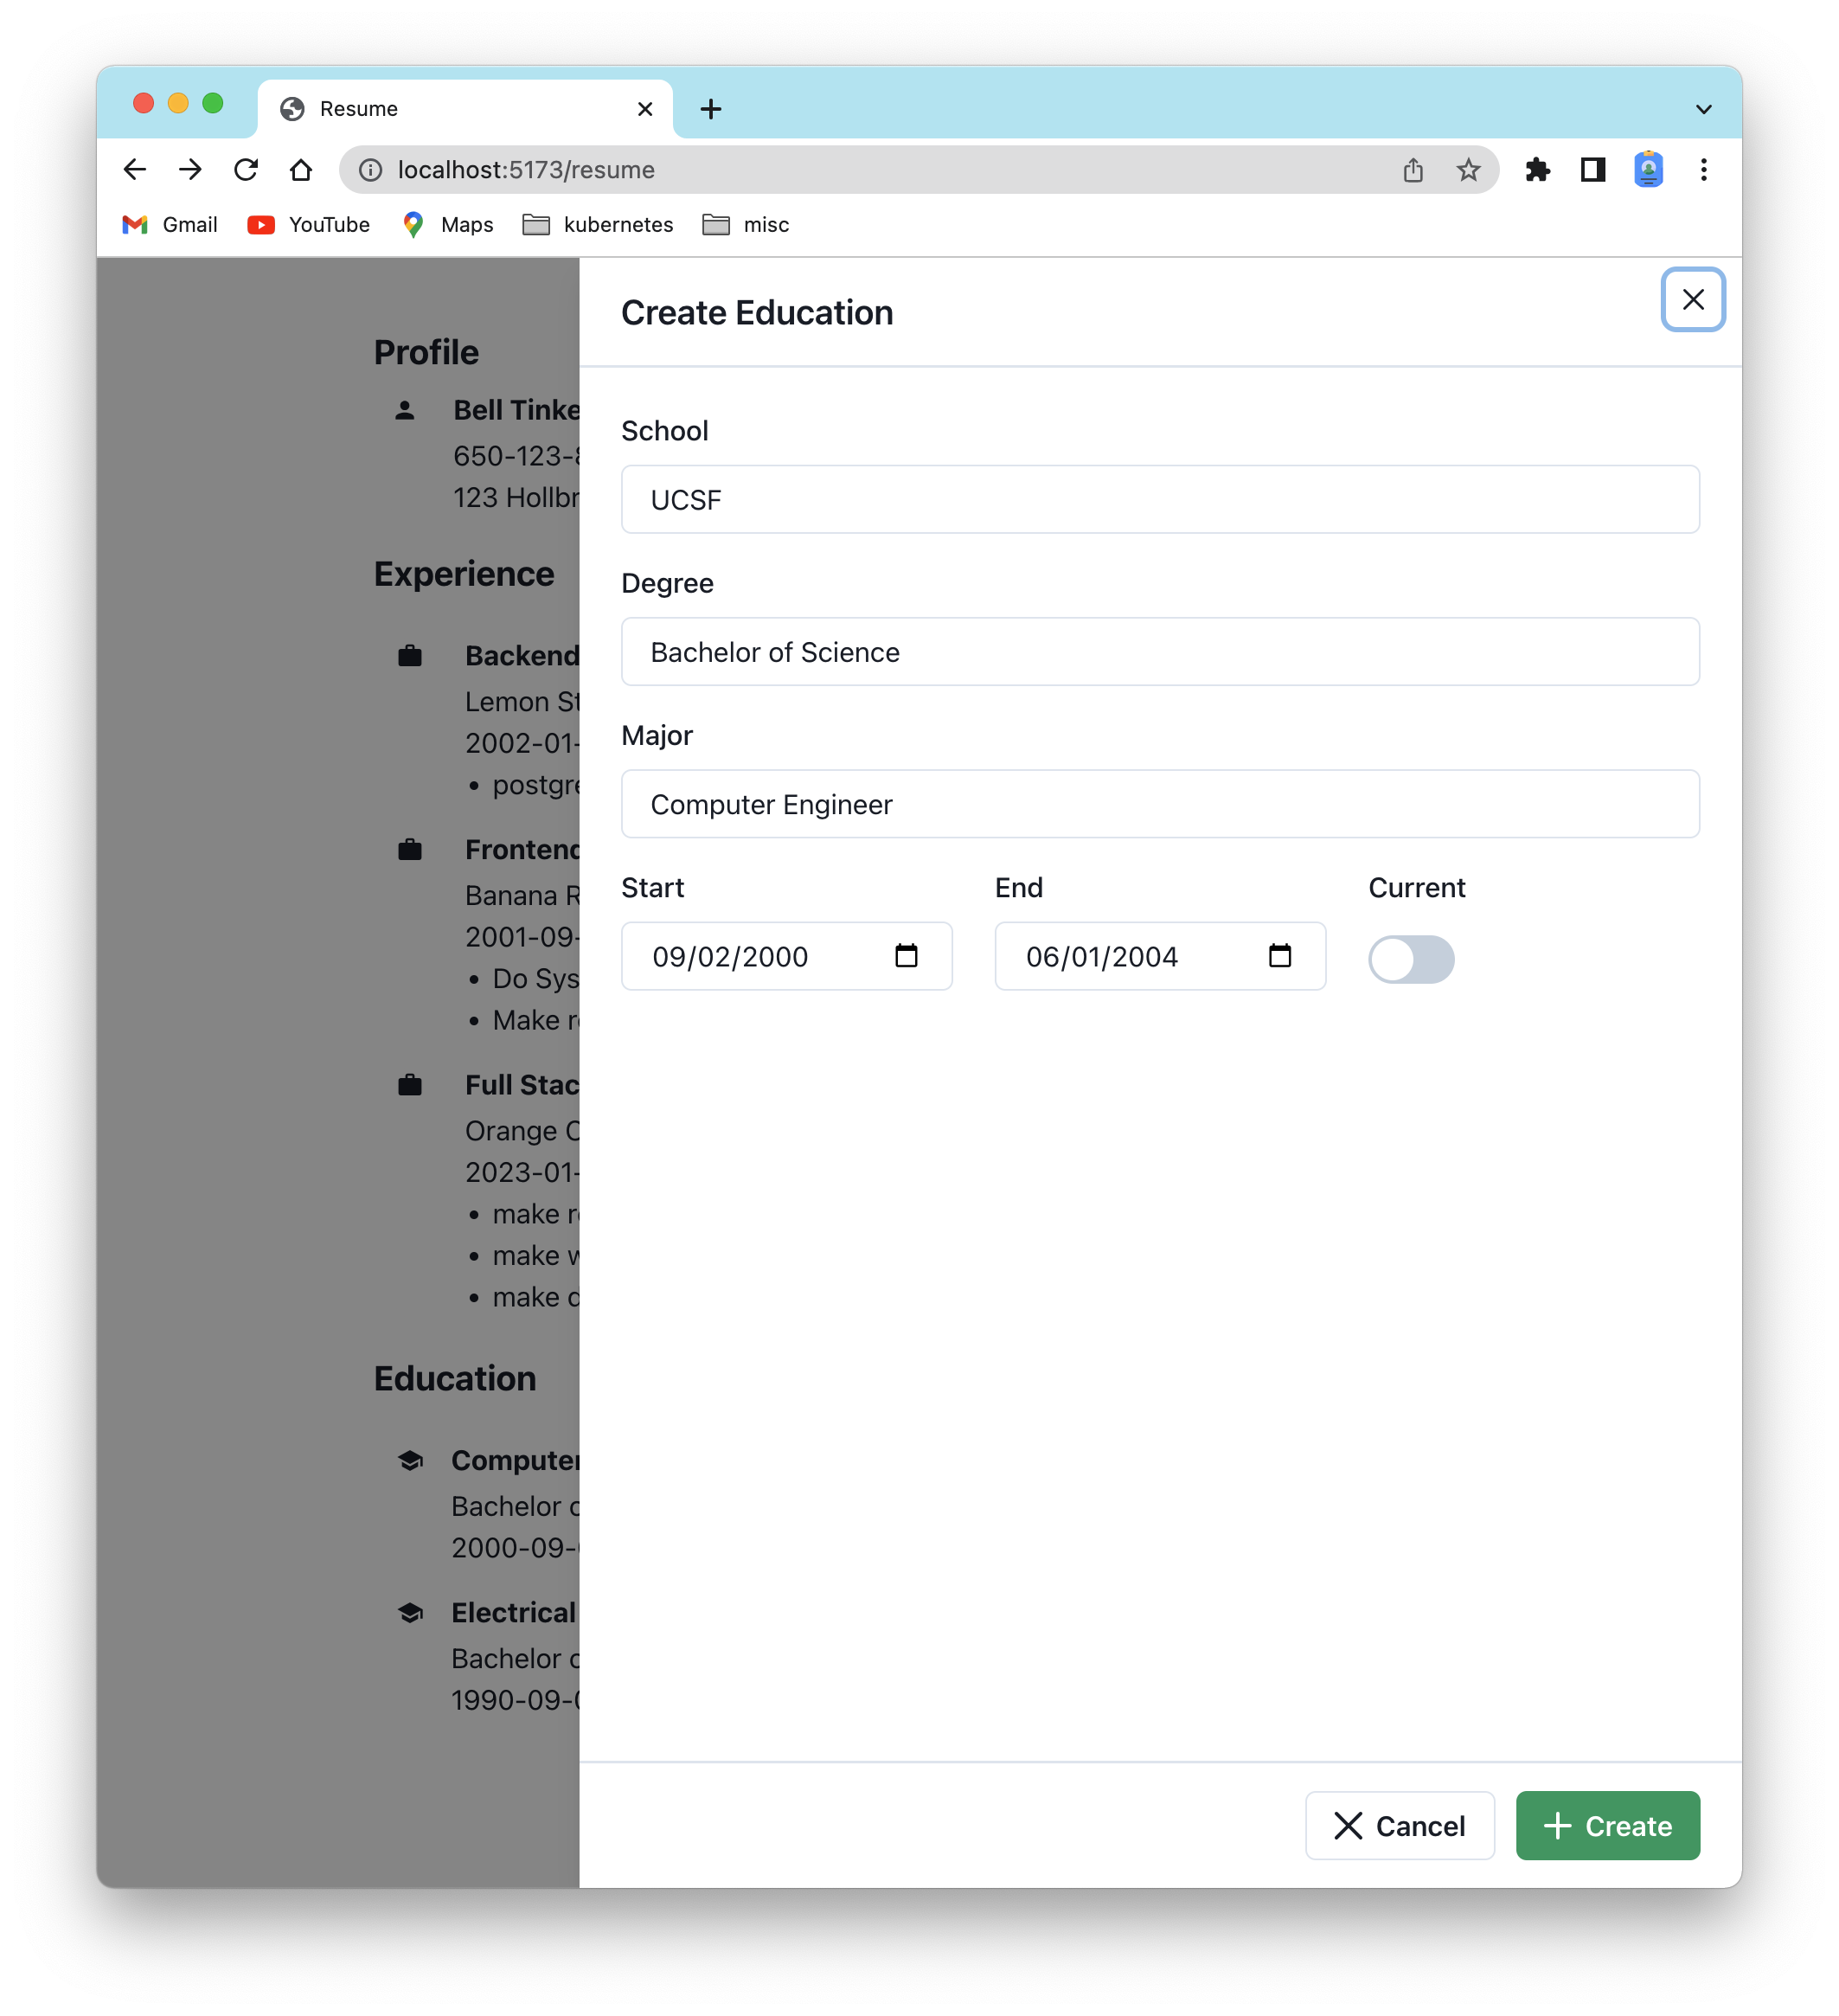 Resume
localhost:5173/resume
Gmail YouTube Maps kubernetes misc
Profile
Bell Tinke
650-123-
123 Hollbr
Experience
Backend
Lemon St
2002-01-
• postgre
Frontend
Banana R
2001-09-
• Do Sys
• Make r
Full Stac
Orange C
2023-01-
• make r
• make w
• make d
Education
Computer
Bachelor o
2000-09-
Electrical
Bachelor o
1990-09-0
Create Education
School
UCSF
Degree
Bachelor of Science
Major
Computer Engineer
Start End Current
09/02/2000 06/01/2004
Cancel Create